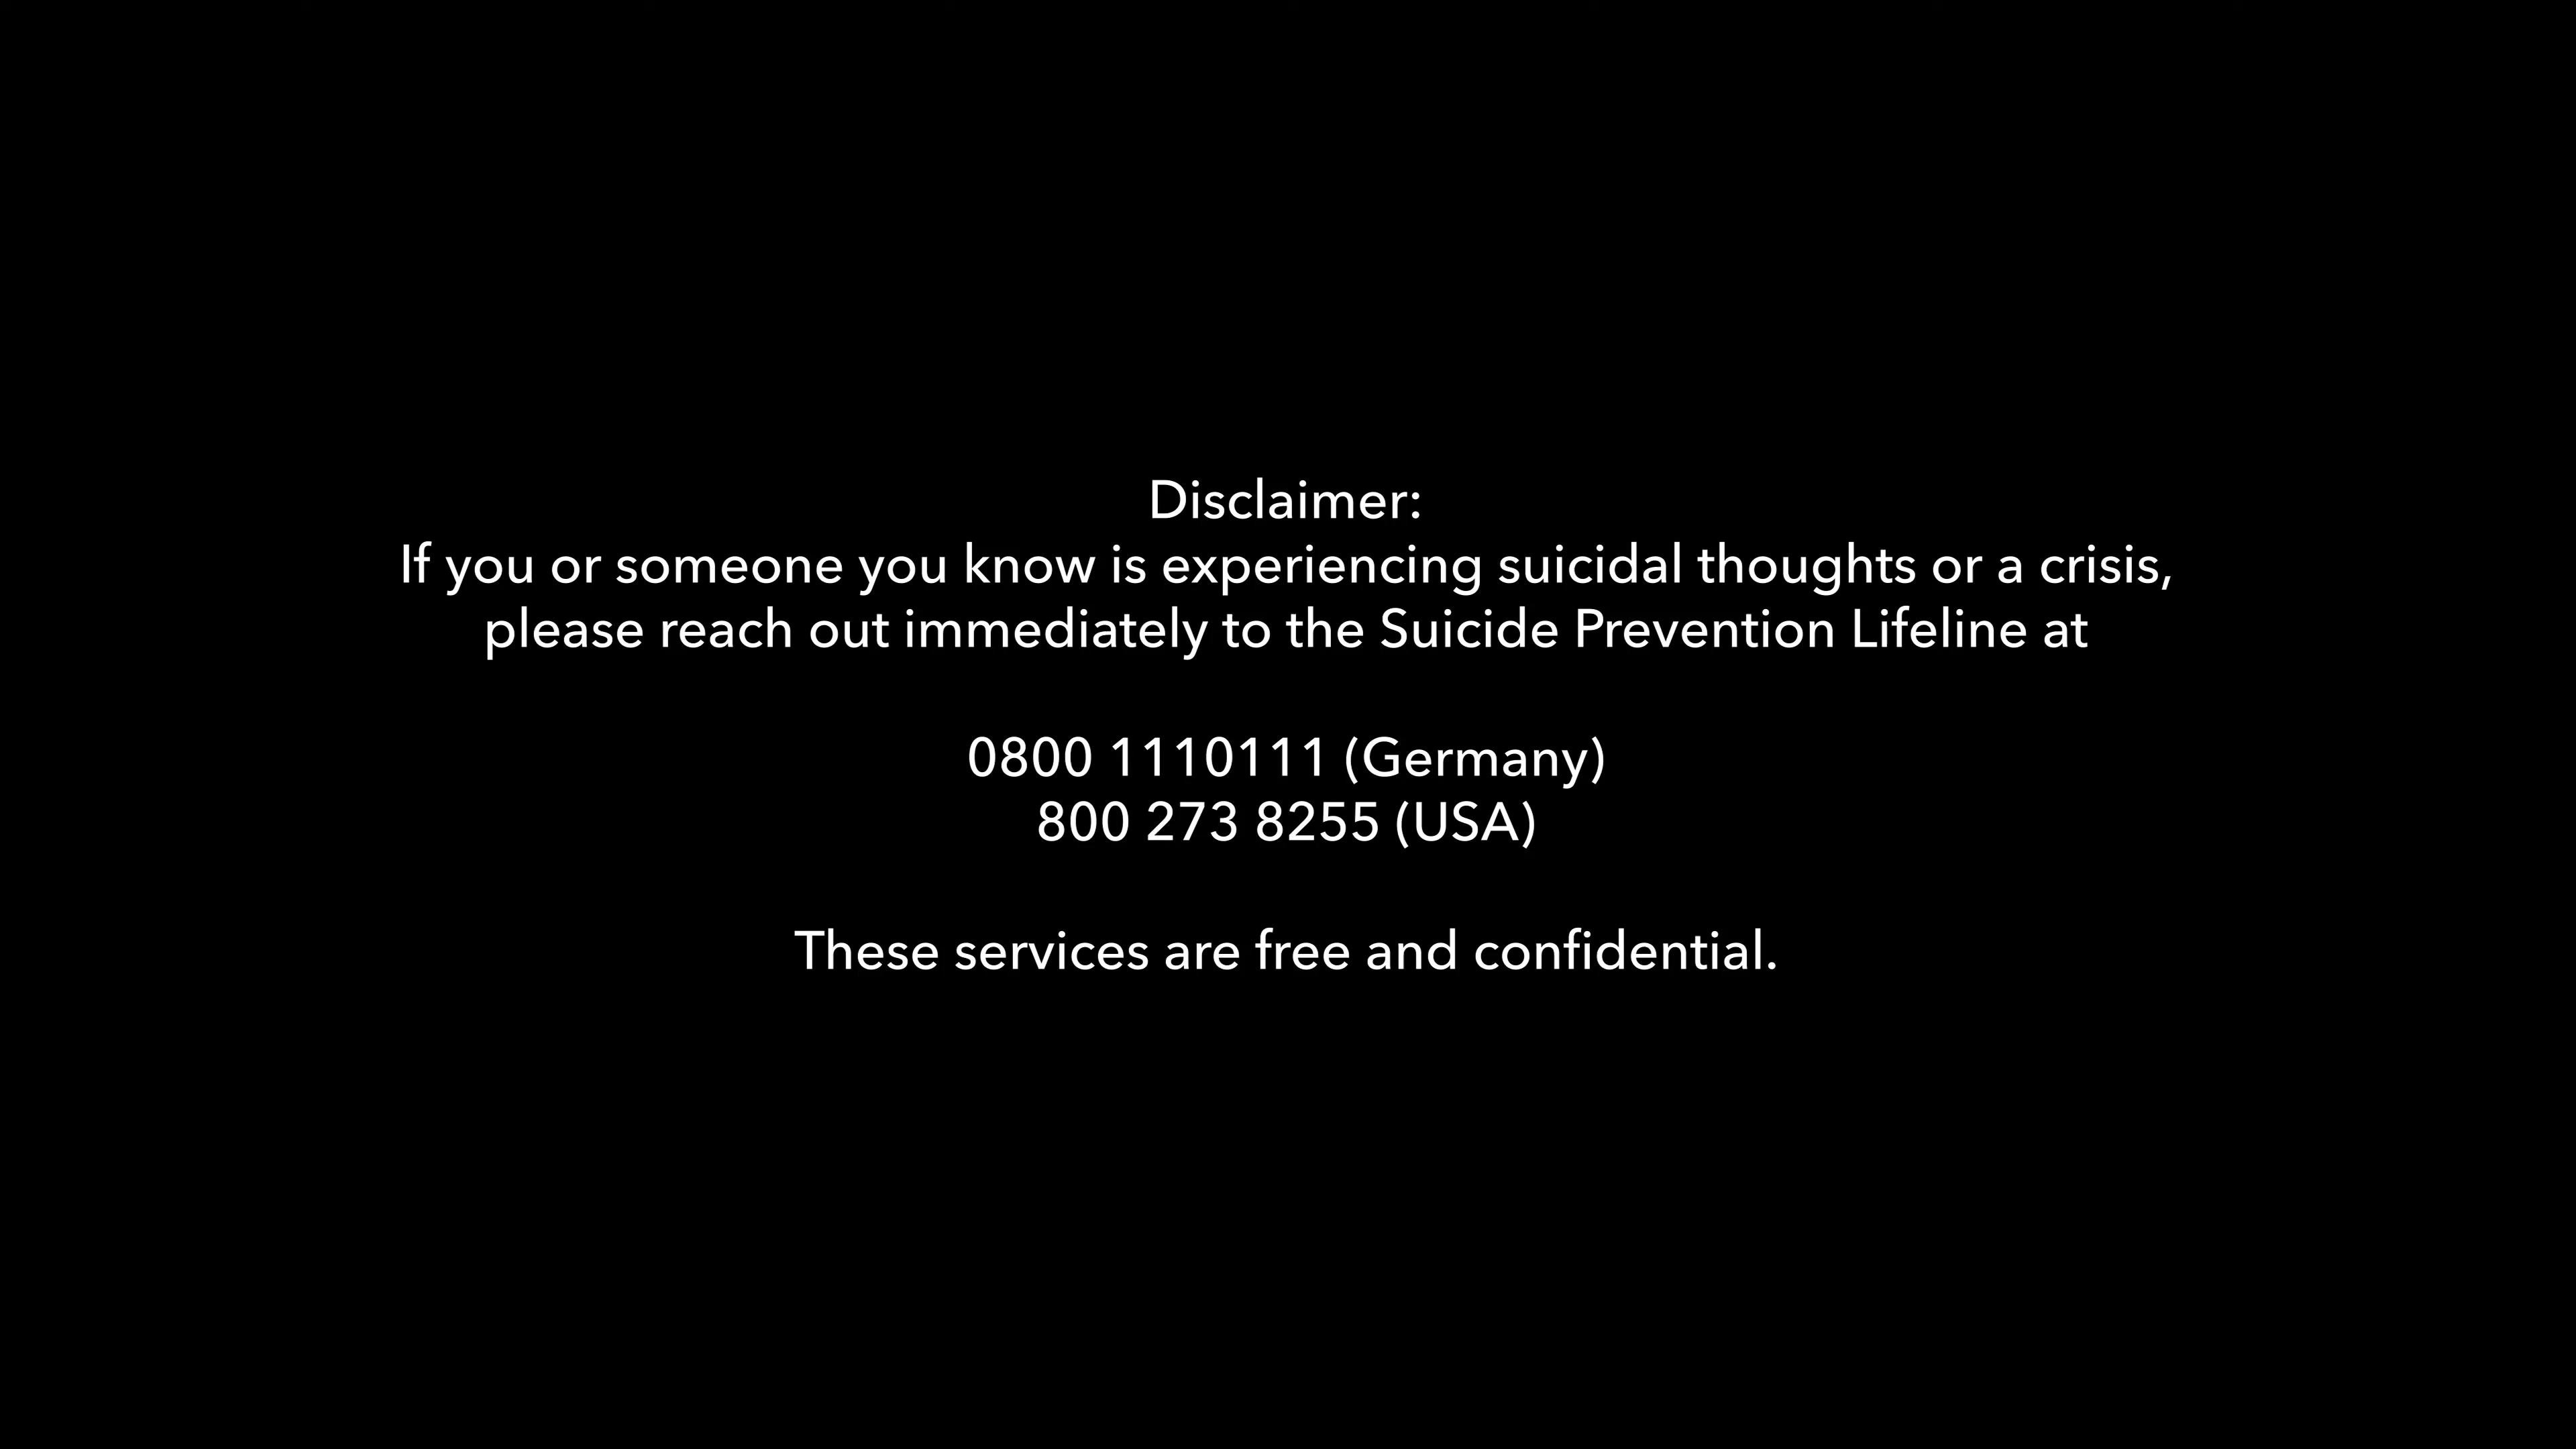 Disclaimer:
If you or someone you know is experiencing suicidal thoughts or a crisis,
please reach out immediately to the Suicide Prevention Lifeline at
0800 1110111 (Germany)
800 273 8255 (USA)
These services are free and confidential.